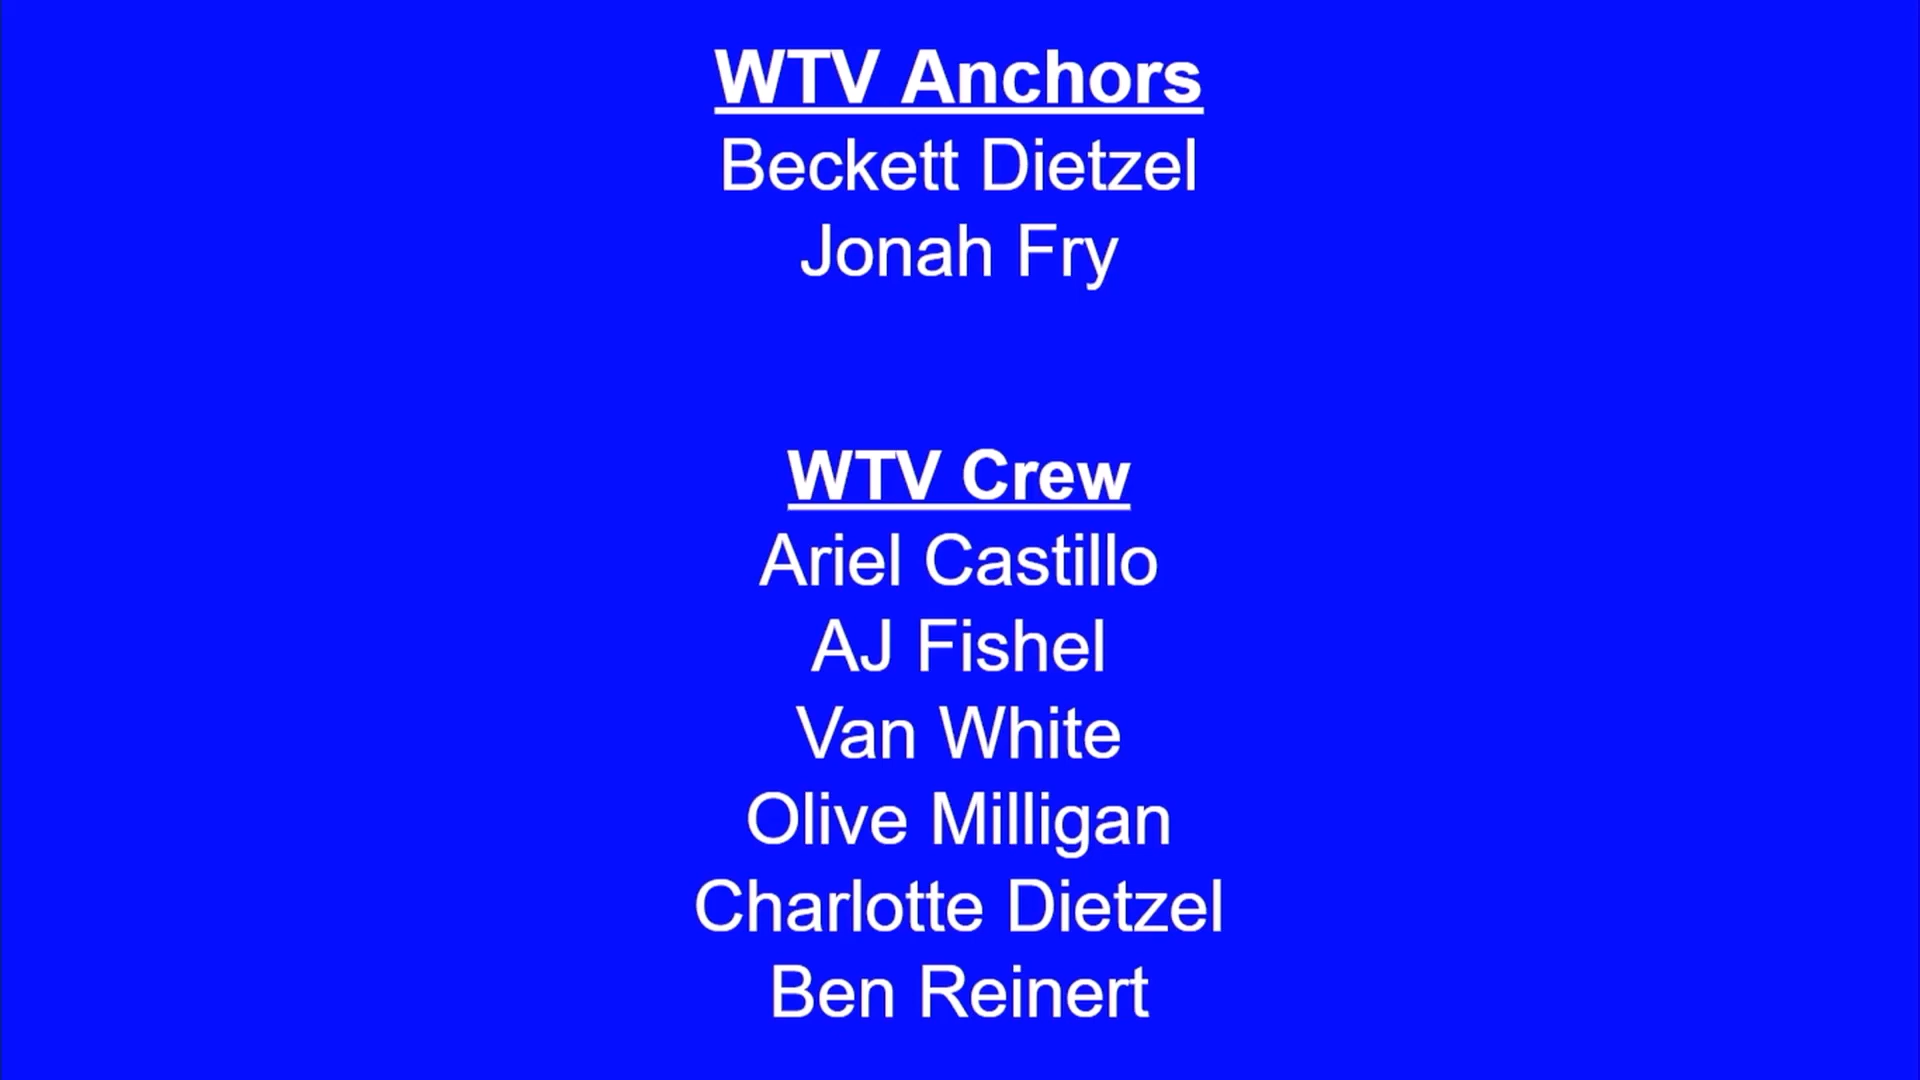 WTV Anchors
Beckett Dietzel
Jonah Fry
WTV Crew
Ariel Castillo
AJ Fishel
Van White
Olive Milligan
Charlotte Dietzel
Ben Reinert